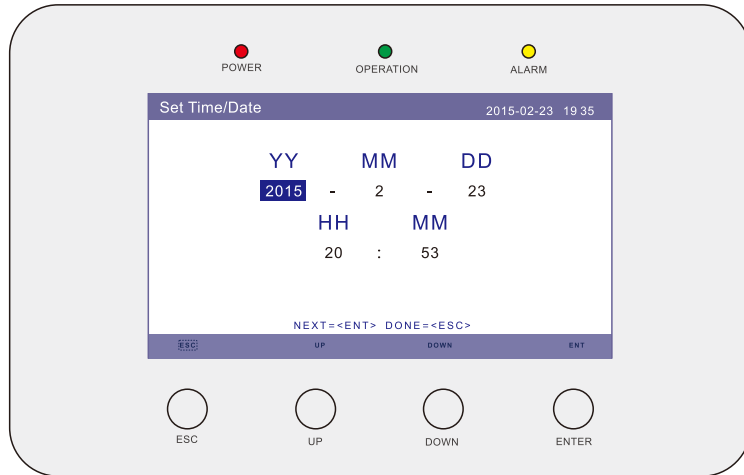 POWER OPERATION ALARM
Set Time/Date 2015-02-23 19 35
YY MM DD
2015 - 2 - 23
HH MM
20 : 53
NEXT=<ENT> DONE=<ESC>
ESC UP DOWN ENT
ESC UP DOWN ENTER